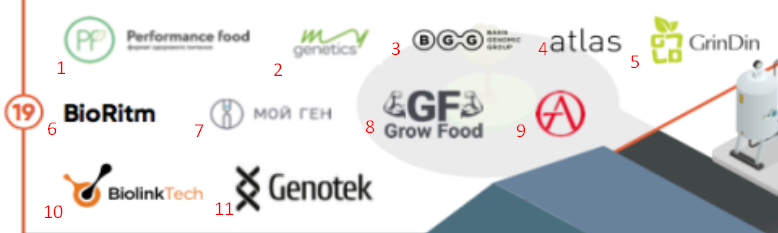 Performance food
формат здорового питания
1
my
genetics
2
3
BGG BASIS
GENOMIC
GROUP
4
atlas
5
GrinDin
19
6
BioRitm
7
МОЙ ГЕН
8
GF
Grow Food
9
10
BiolinkTech
11
Genotek